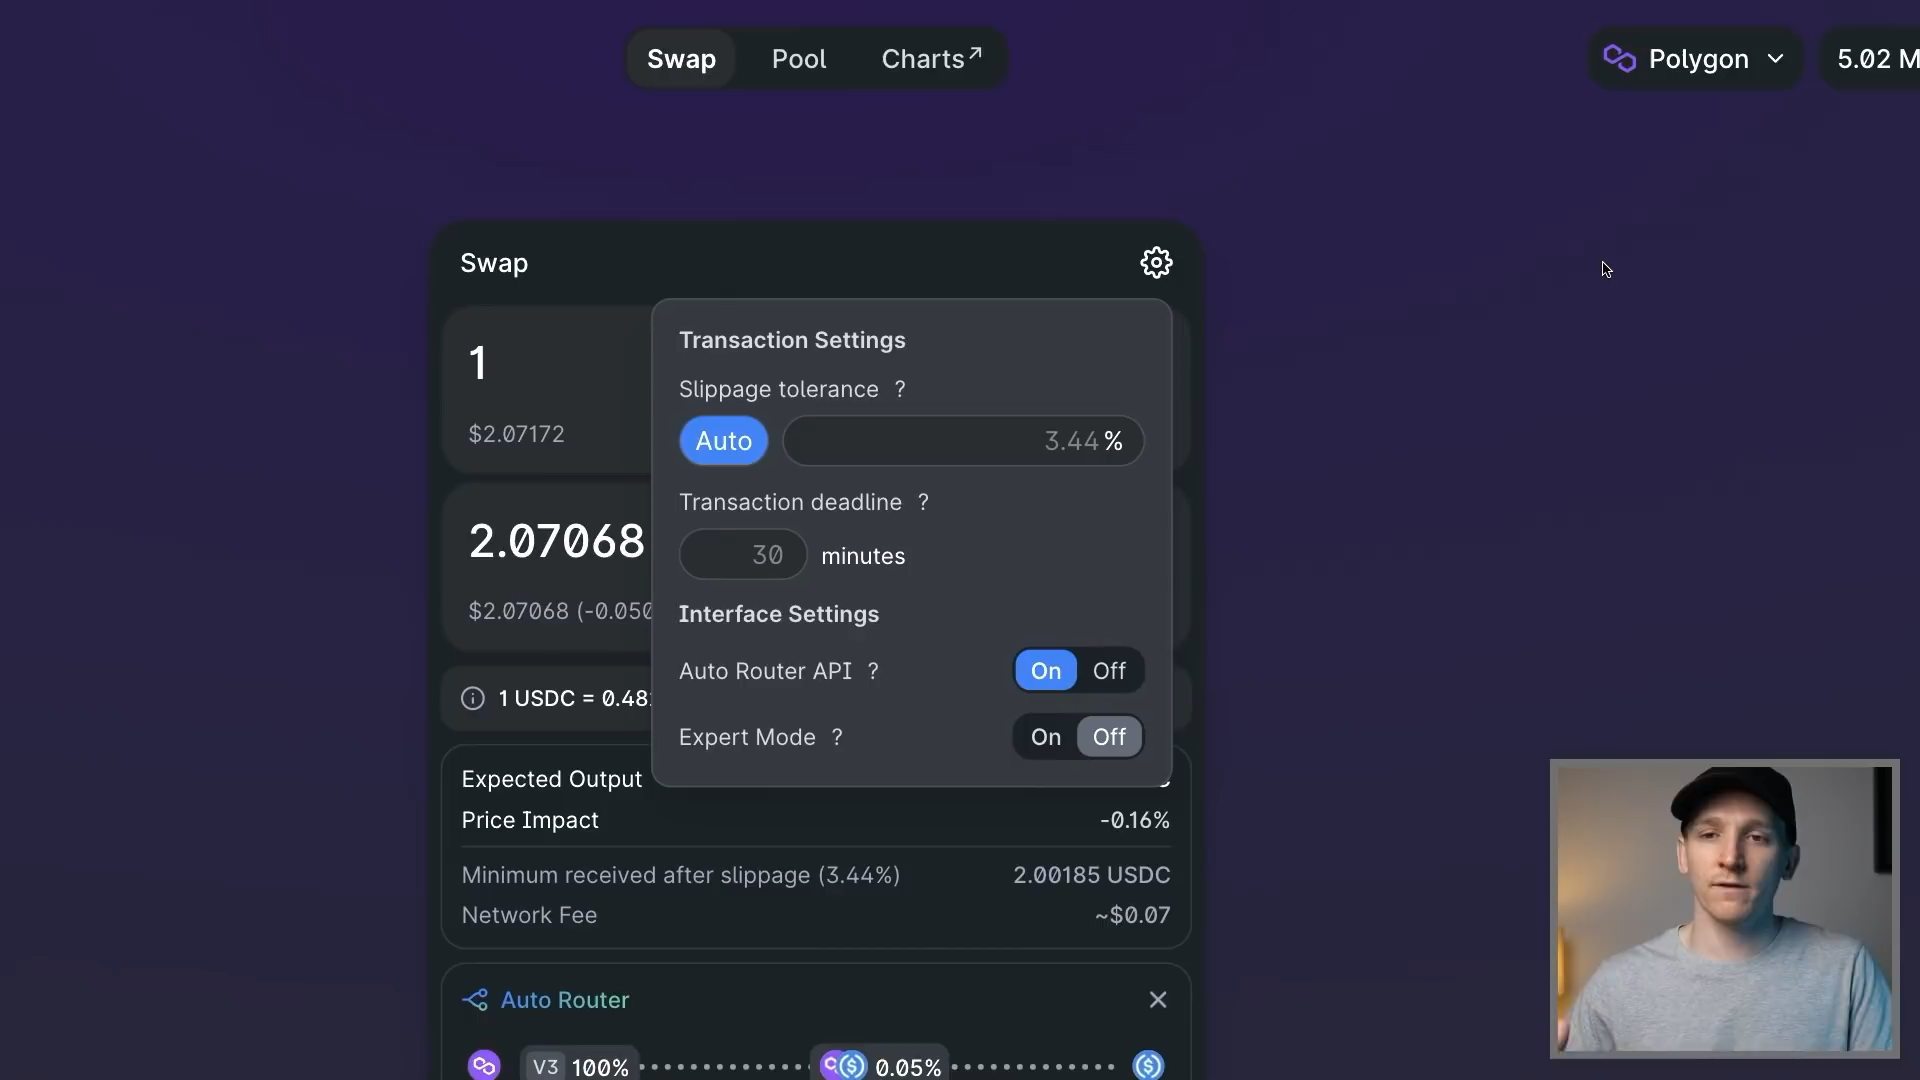 Swap Pool Charts↗ Polygon 5.02 M
Swap
Transaction Settings
1
Slippage tolerance ?
$2.07172
Auto 3.44%
Transaction deadline ?
2.07068
30 minutes
$2.07068 (-0.050
Interface Settings
Auto Router API ? On Off
1 USDC = 0.48
Expert Mode ? On Off
Expected Output
Price Impact -0.16%
Minimum received after slippage (3.44%) 2.00185 USDC
Network Fee ~$0.07
Auto Router
V3 100% 0.05%